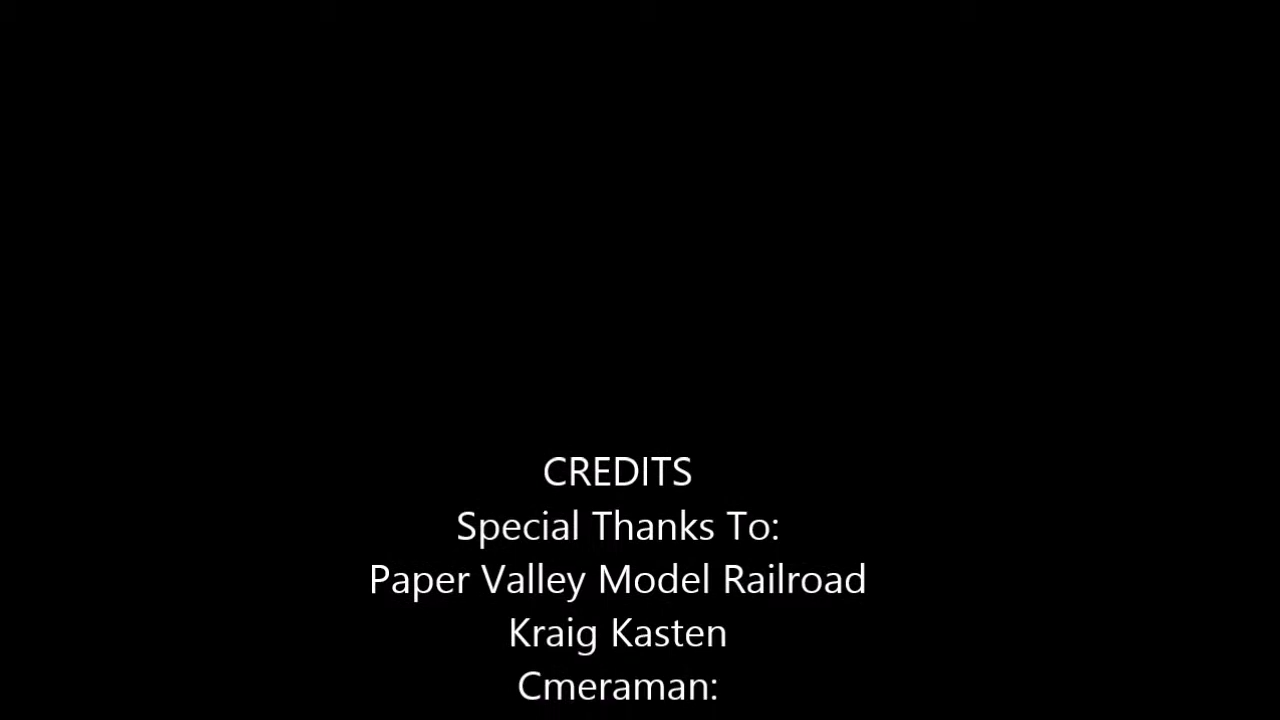 CREDITS
Special Thanks To:
Paper Valley Model Railroad
Kraig Kasten
Cmeraman: